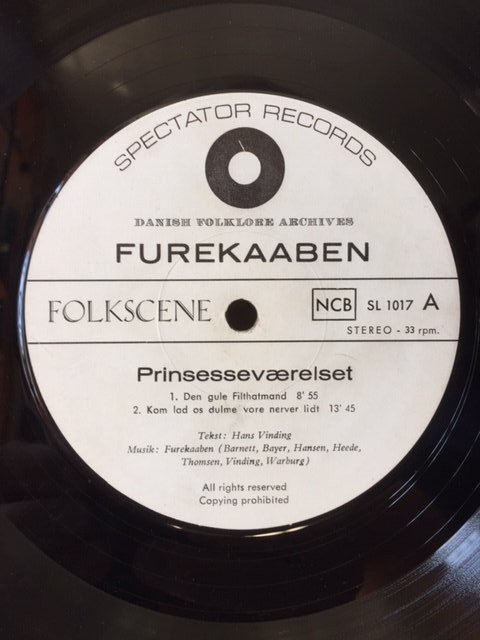 SPECTATOR RECORDS
DANISH FOLKLORE ARCHIVES
FUREKAABEN
FOLKSCENE
NCB SL 1017 A
STEREO - 33 rpm.
Prinsesseværelset
1. Den gule Filthatmand 8' 55
2. Kom lad os dulme vore nerver lidt 13' 45
Tekst: Hans Vinding
Musik: Furekaaben (Barnett, Bayer, Hansen, Heede,
Thomsen, Vinding, Warburg)
All rights reserved
Copying prohibited